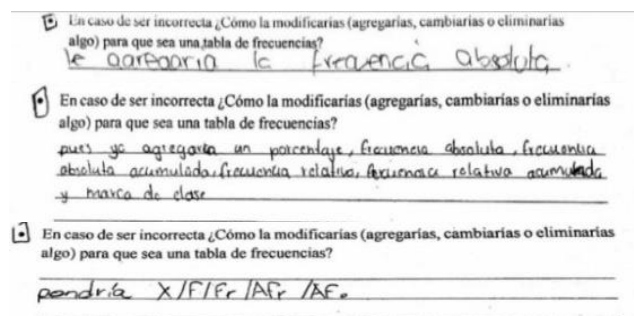 En caso de ser incorrecta ¿Cómo la modificarías (agregarías, cambiarías o eliminarías
algo) para que sea una tabla de frecuencias?
le agregaria la frecuencia absoluta
En caso de ser incorrecta ¿Cómo la modificarías (agregarías, cambiarías o eliminarías
algo) para que sea una tabla de frecuencias?
pues yo agregaria un porcentaje, frecuencia absoluta, frecuencia
absoluta acumulada, frecuencia relativa, frecuencia relativa acumulada
y marca de clase
En caso de ser incorrecta ¿Cómo la modificarías (agregarías, cambiarías o eliminarías
algo) para que sea una tabla de frecuencias?
pondría X/F/Fr/AFr/AF.